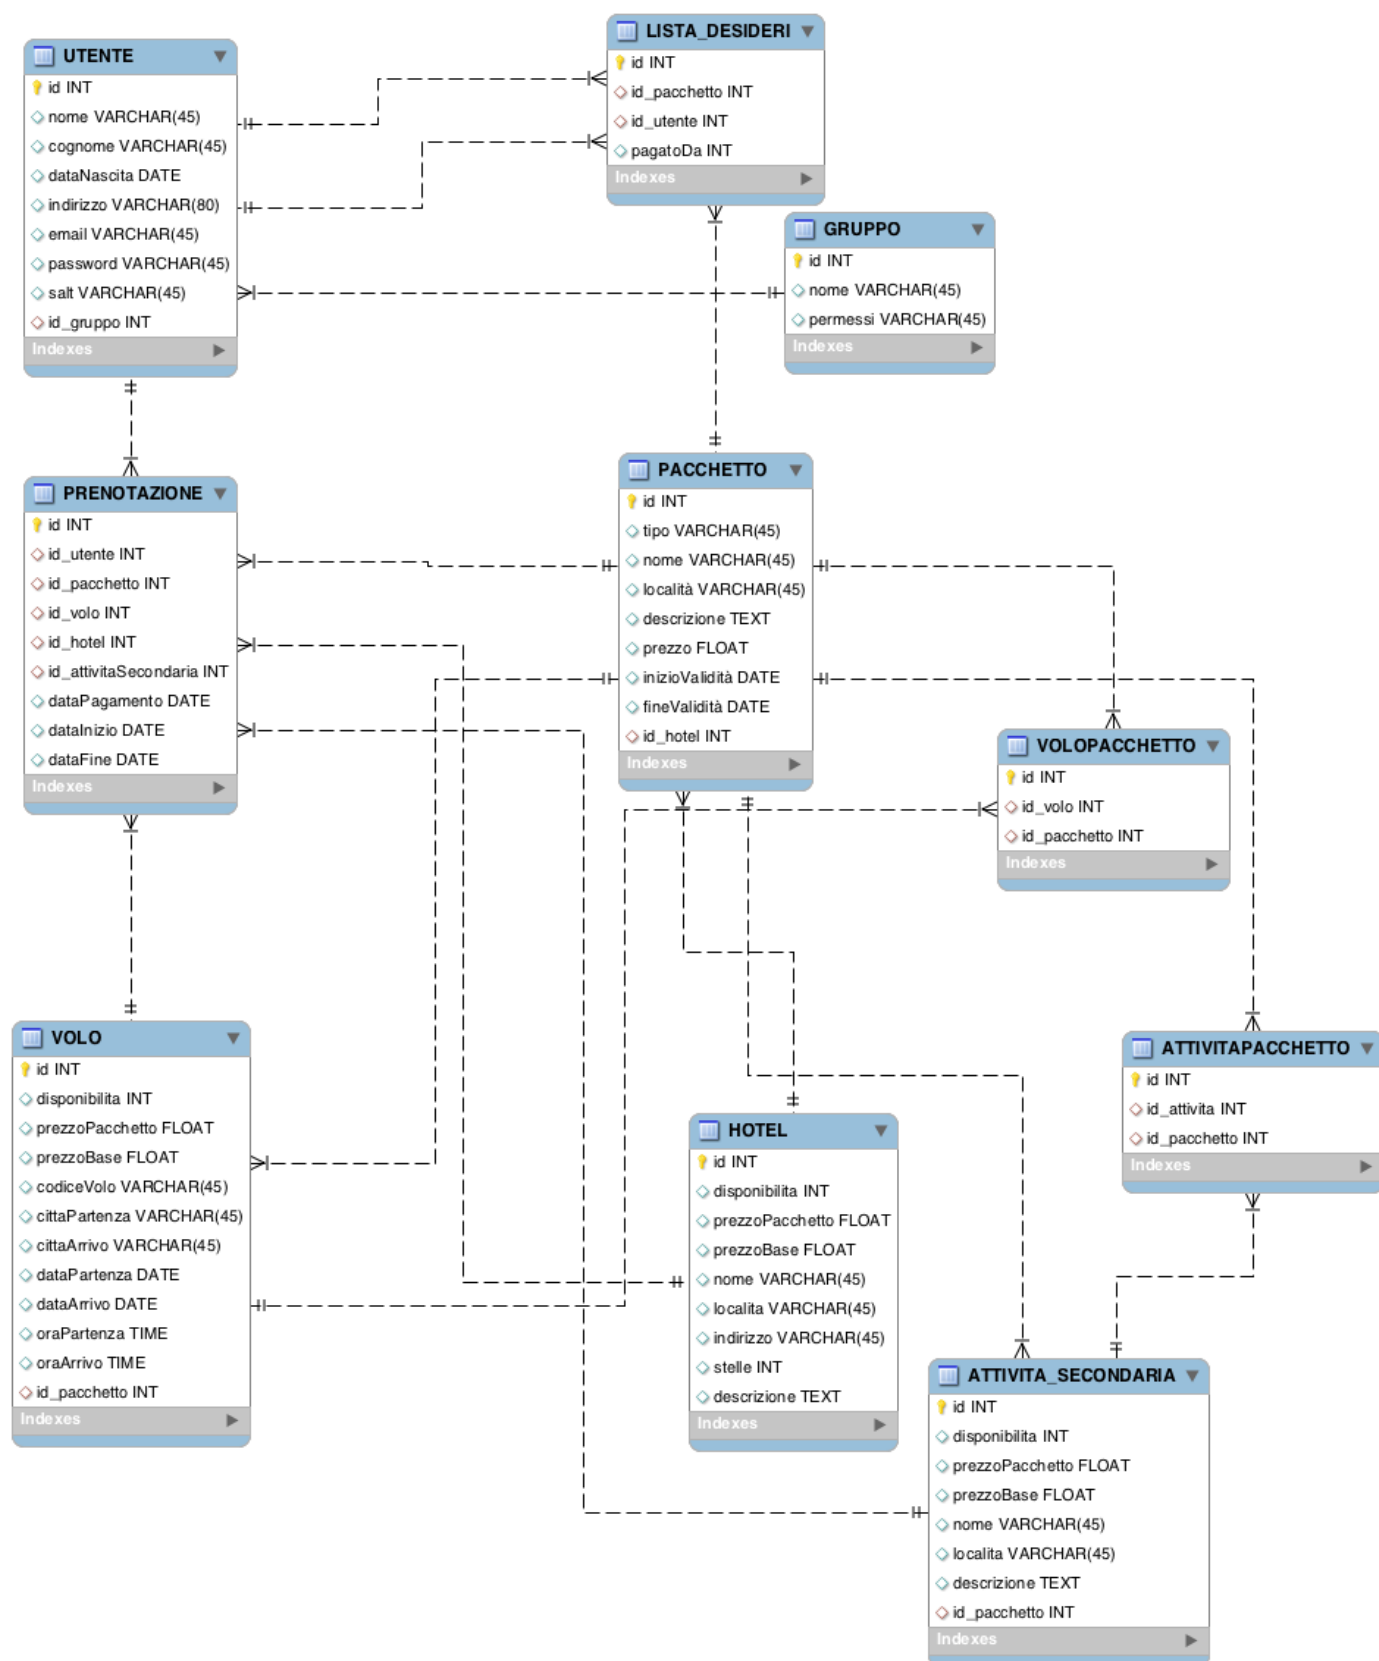 UTENTE
id INT
nome VARCHAR(45)
cognome VARCHAR(45)
dataNascita DATE
indirizzo VARCHAR(80)
email VARCHAR(45)
password VARCHAR(45)
salt VARCHAR(45)
id_gruppo INT
Indexes
LISTA_DESIDERI
id INT
id_pacchetto INT
id_utente INT
pagatoDa INT
Indexes
GRUPPO
id INT
nome VARCHAR(45)
permessi VARCHAR(45)
Indexes
PRENOTAZIONE
id INT
id_utente INT
id_pacchetto INT
id_volo INT
id_hotel INT
id_attivitaSecondaria INT
dataPagamento DATE
dataInizio DATE
dataFine DATE
Indexes
PACCHETTO
id INT
tipo VARCHAR(45)
nome VARCHAR(45)
località VARCHAR(45)
descrizione TEXT
prezzo FLOAT
inizioValidità DATE
fineValidità DATE
id_hotel INT
Indexes
VOLOPACCHETTO
id INT
id_volo INT
id_pacchetto INT
Indexes
VOLO
id INT
disponibilita INT
prezzoPacchetto FLOAT
prezzoBase FLOAT
codiceVolo VARCHAR(45)
cittaPartenza VARCHAR(45)
cittaArrivo VARCHAR(45)
dataPartenza DATE
dataArrivo DATE
oraPartenza TIME
oraArrivo TIME
id_pacchetto INT
Indexes
HOTEL
id INT
disponibilita INT
prezzoPacchetto FLOAT
prezzoBase FLOAT
nome VARCHAR(45)
localita VARCHAR(45)
indirizzo VARCHAR(45)
stelle INT
descrizione TEXT
Indexes
ATTIVITAPACCHETTO
id INT
id_attivita INT
id_pacchetto INT
Indexes
ATTIVITA_SECONDARIA
id INT
disponibilita INT
prezzoPacchetto FLOAT
prezzoBase FLOAT
nome VARCHAR(45)
localita VARCHAR(45)
descrizione TEXT
id_pacchetto INT
Indexes